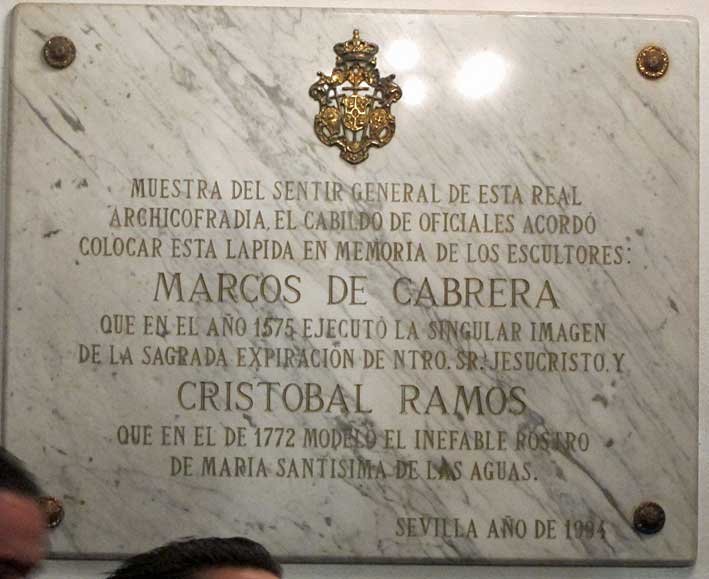 MUESTRA DEL SENTIR GENERAL DE ESTA REAL
ARCHICOFRADIA, EL CABILDO DE OFICIALES ACORDÓ
COLOCAR ESTA LAPIDA EN MEMORIA DE LOS ESCULTORES:
MARCOS DE CABRERA
QUE EN EL AÑO 1575 EJECUTÓ LA SINGULAR IMAGEN
DE LA SAGRADA EXPIRACIÓN DE NTRO. SR. JESUCRISTO. Y
CRISTOBAL RAMOS
QUE EN EL DE 1772 MODELÓ EL INEFABLE ROSTRO
DE MARIA SANTISIMA DE LAS AGUAS.
SEVILLA AÑO DE 1994